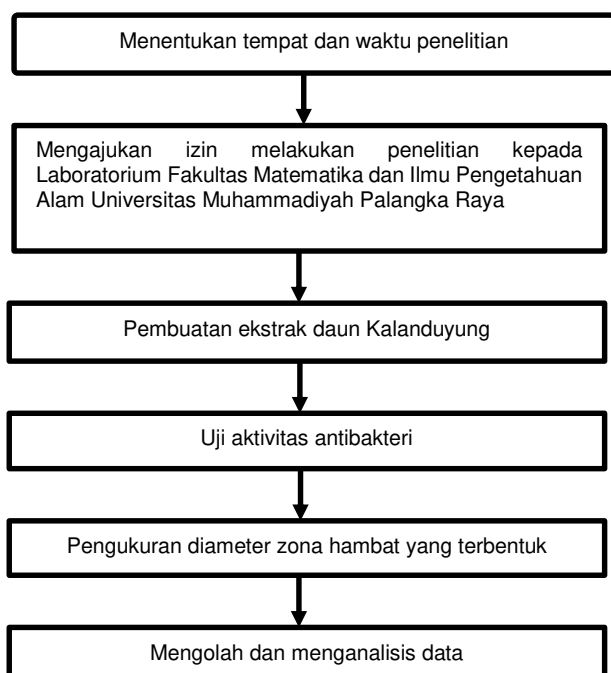 Menentukan tempat dan waktu penelitian
Mengajukan izin melakukan penelitian kepada
Laboratorium Fakultas Matematika dan Ilmu Pengetahuan
Alam Universitas Muhammadiyah Palangka Raya
Pembuatan ekstrak daun Kalanduyung
Uji aktivitas antibakteri
Pengukuran diameter zona hambat yang terbentuk
Mengolah dan menganalisis data